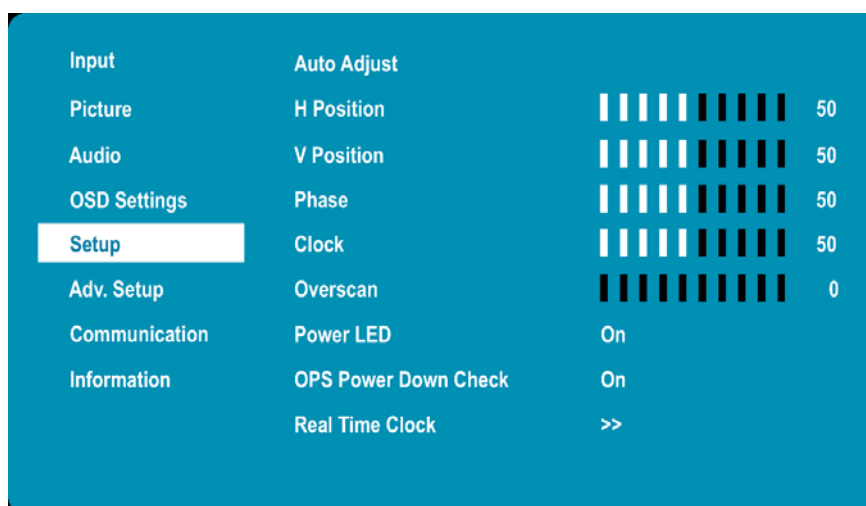 Input
Picture
Audio
OSD Settings
Setup
Adv. Setup
Communication
Information
Auto Adjust
H Position 50
V Position 50
Phase 50
Clock 50
Overscan 0
Power LED On
OPS Power Down Check On
Real Time Clock >>